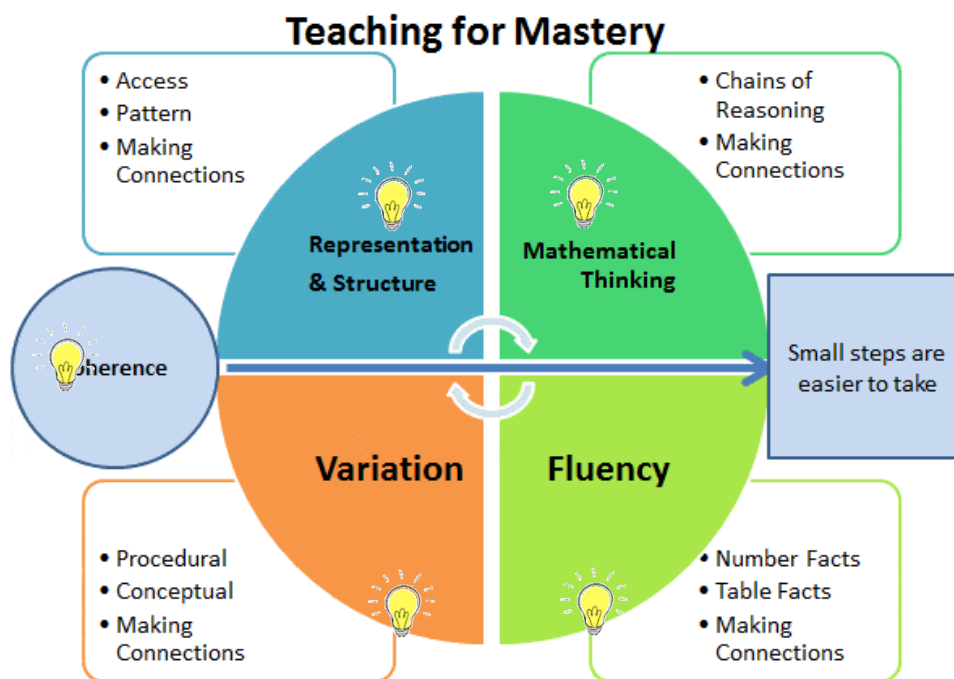 Teaching for Mastery
• Access
• Pattern
• Making
Connections
• Chains of
Reasoning
• Making
Connections
Representation
& Structure
Mathematical
Thinking
oherence
Small steps are
easier to take
Variation
Fluency
• Procedural
• Conceptual
• Making
Connections
• Number Facts
• Table Facts
• Making
Connections